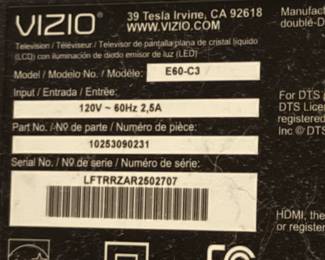 VIZIO
39 Tesla Irvine, CA 92618
WWW.VIZIO.COM
Television / Téléviseur / Televisor de pantalla plana de cristal líquido
(LCD) con iluminación de diodo emisor de luz (LED)
Model / Modelo No. / Modèle: E60-C3
Input / Entrada / Entrée:
120V ~ 60Hz 2,5A
Part No. / Nº de parte / Numéro de pièce:
10253090231
Serial No. / Nº de serie / Numéro de série:
LFTRRZAR2502707
Manufact
double-D
For DTS p
DTS Lice
registered
Inc © DTS
HDMI, the
or register